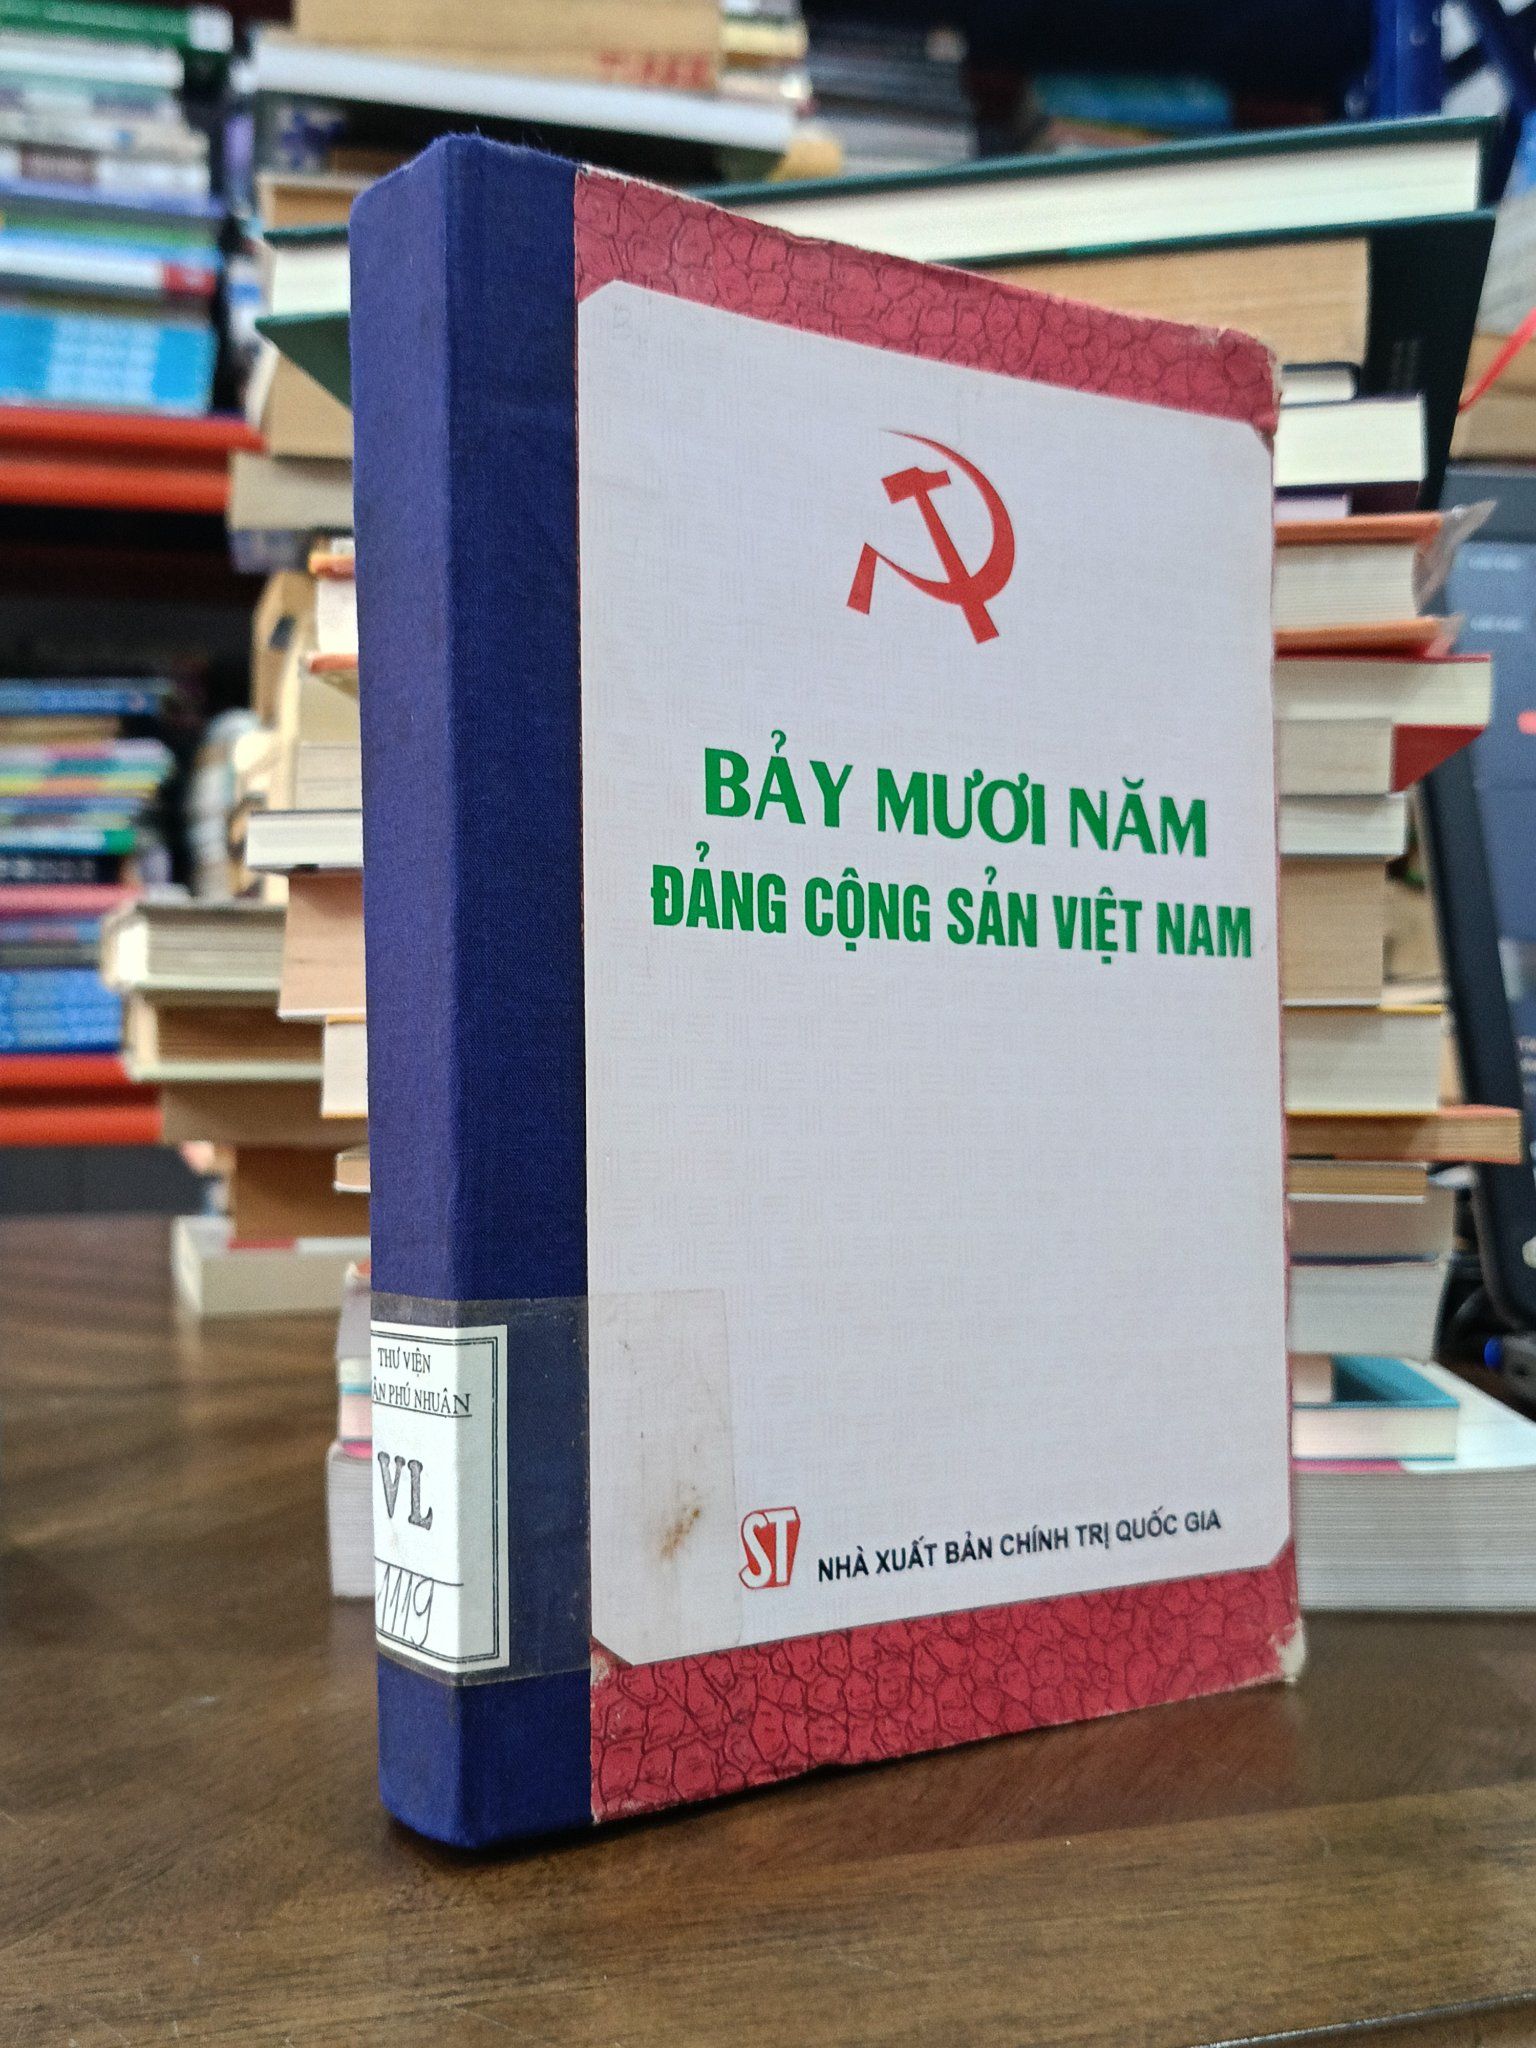 BẢY MƯƠI NĂM
ĐẢNG CỘNG SẢN VIỆT NAM
ST NHÀ XUẤT BẢN CHÍNH TRỊ QUỐC GIA
THƯ VIỆN
PHÚ NHUẬN
VL
1119